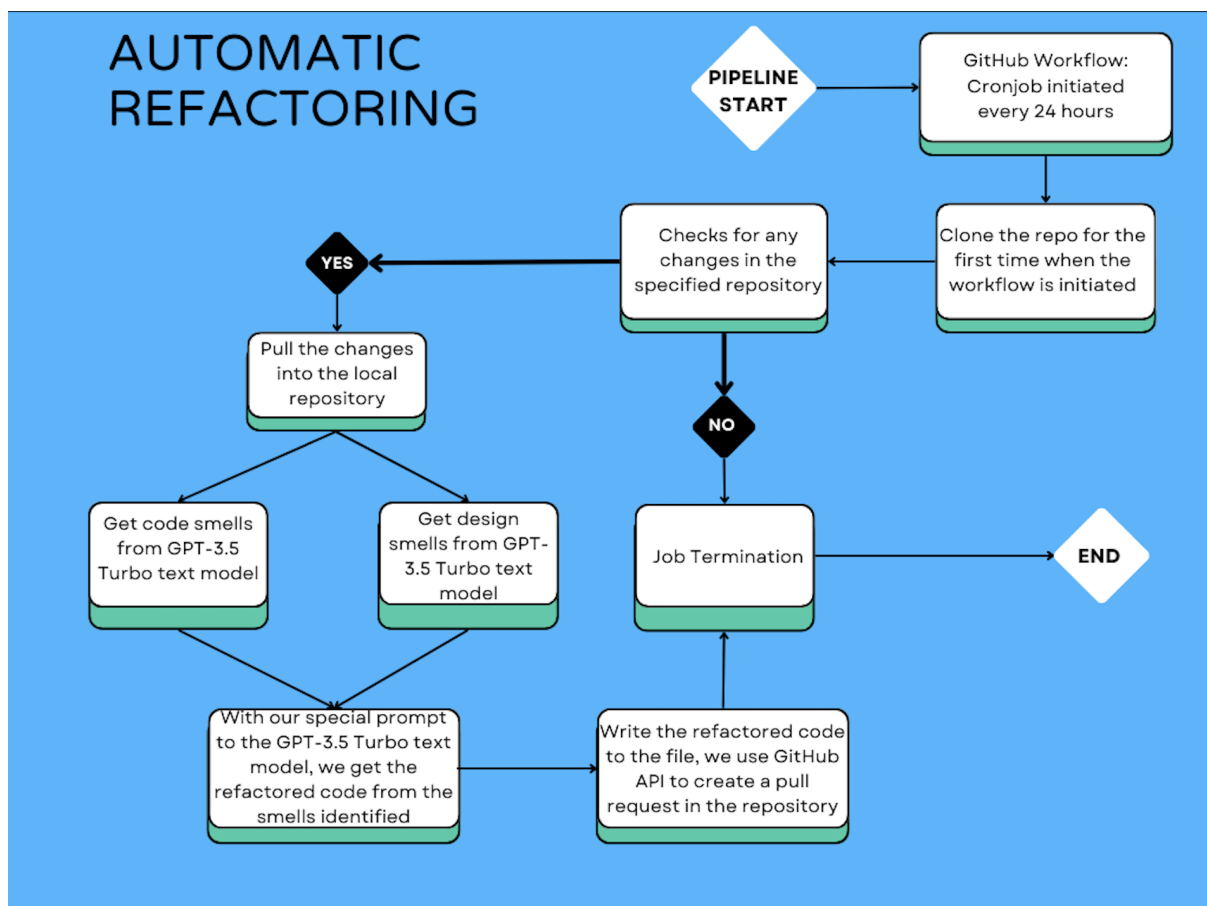 AUTOMATIC
REFACTORING
PIPELINE
START
GitHub Workflow:
Cronjob initiated
every 24 hours
Clone the repo for the
first time when the
workflow is initiated
Checks for any
changes in the
specified repository
YES
Pull the changes
into the local
repository
NO
Get code smells
from GPT-3.5
Turbo text model
Get design
smells from GPT-
3.5 Turbo text
model
Job Termination
END
With our special prompt
to the GPT-3.5 Turbo text
model, we get the
refactored code from the
smells identified
Write the refactored code
to the file, we use GitHub
API to create a pull
request in the repository